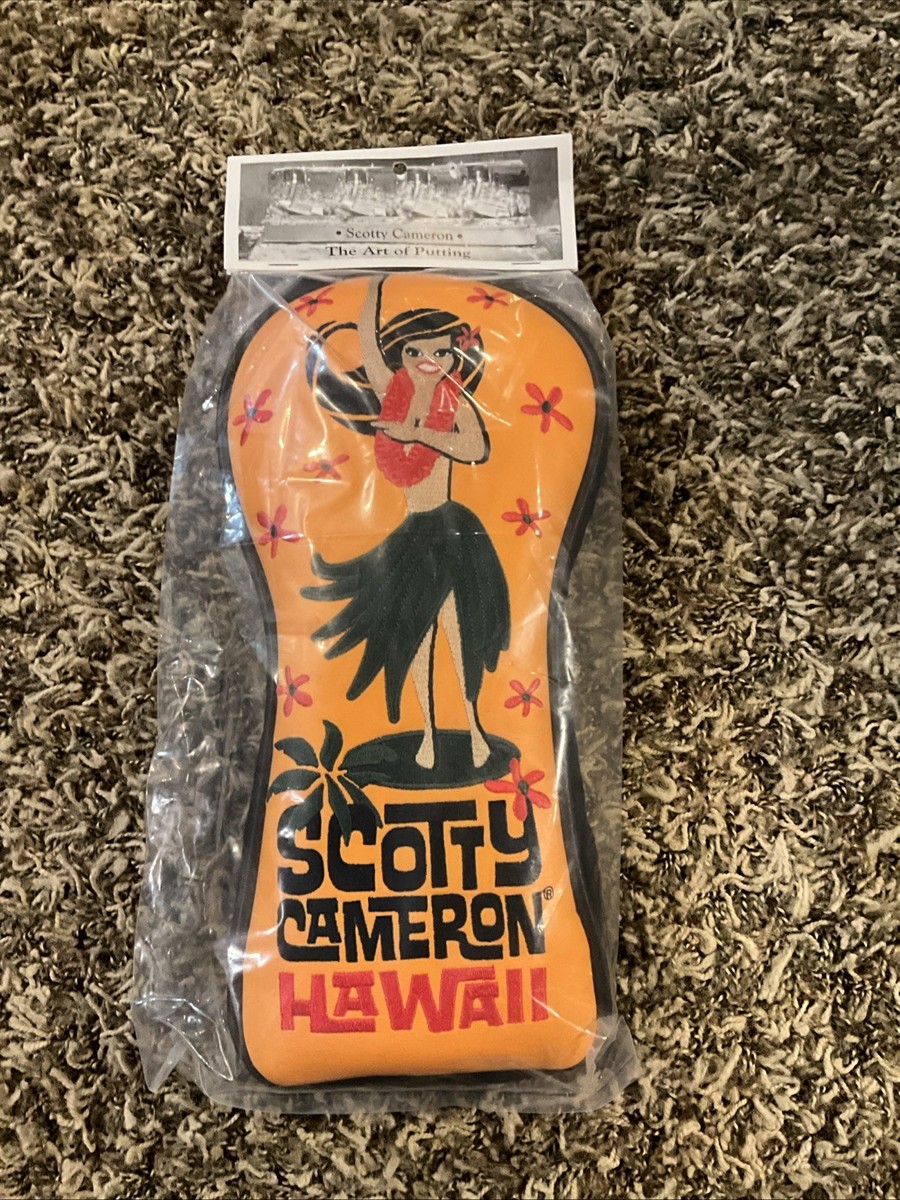 • Scotty Cameron •
The Art of Putting
SCOTTY
CAMERON®
HAWAII